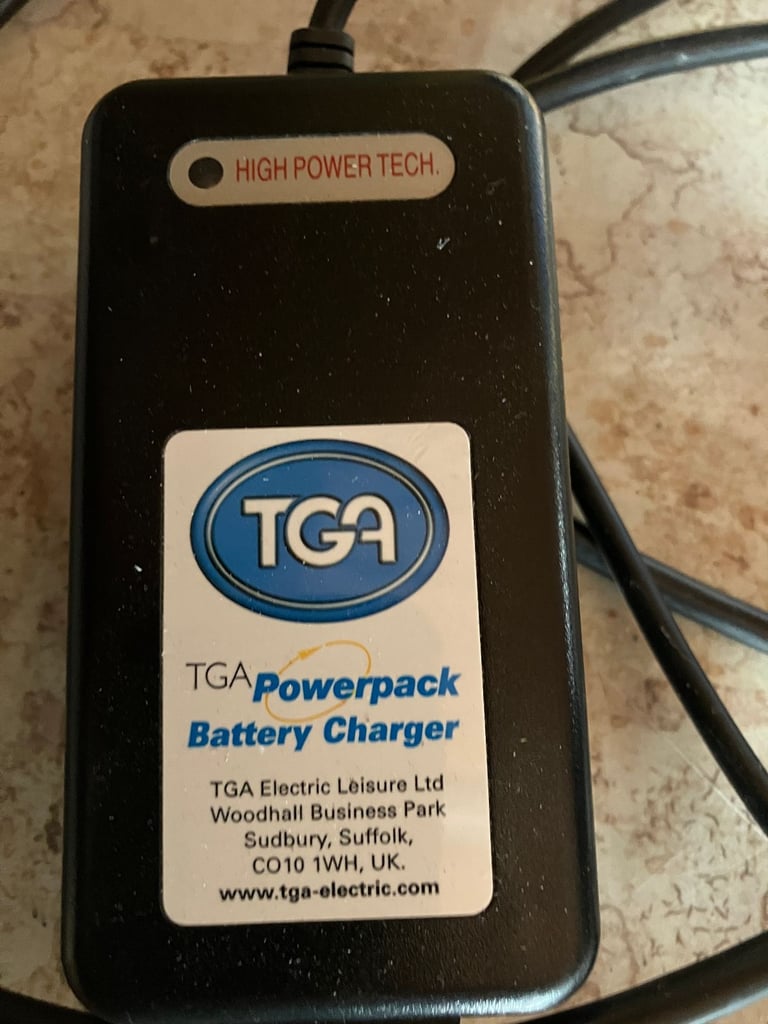 HIGH POWER TECH.
TGA
TGA Powerpack
Battery Charger
TGA Electric Leisure Ltd
Woodhall Business Park
Sudbury, Suffolk,
CO10 1WH, UK.
www.tga-electric.com